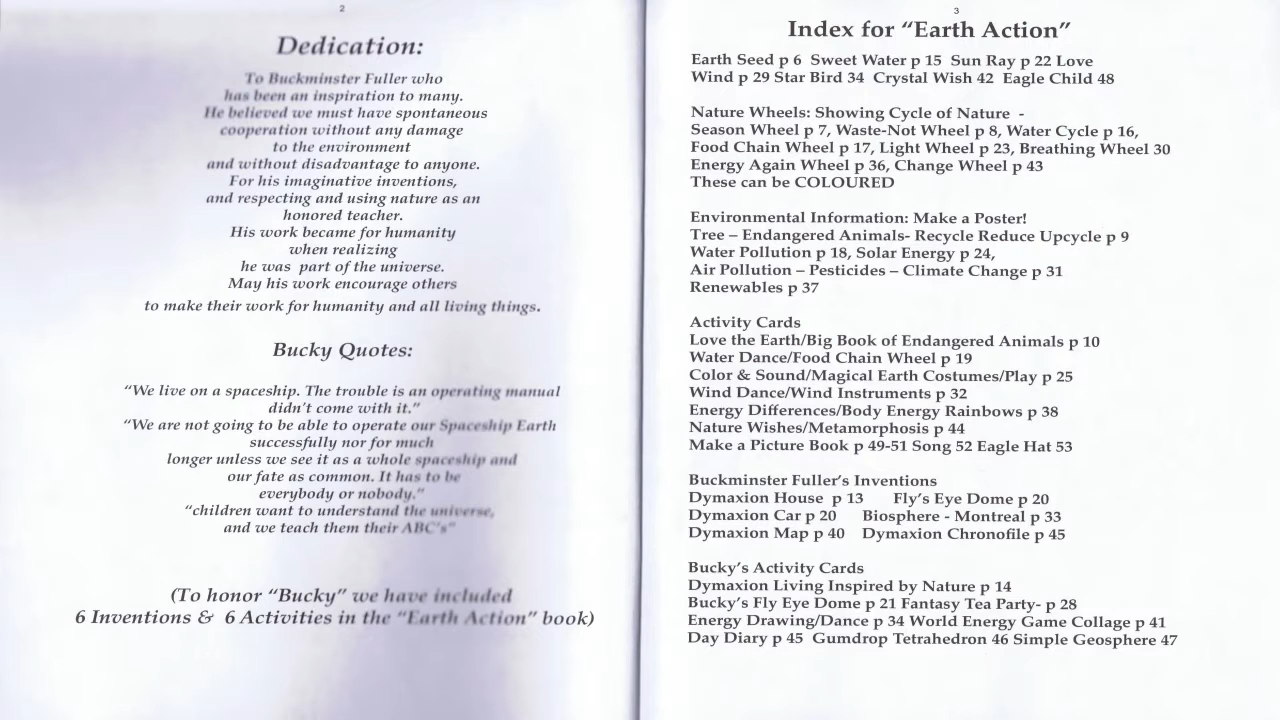 2
Dedication:
To Buckminster Fuller who
has been an inspiration to many.
He believed we must have spontaneous
cooperation without any damage
to the environment
and without disadvantage to anyone.
For his imaginative inventions,
and respecting and using nature as an
honored teacher.
His work became for humanity
when realizing
he was part of the universe.
May his work encourage others
to make their work for humanity and all living things.
Bucky Quotes:
“We live on a spaceship. The trouble is an operating manual
didn't come with it.”
“We are not going to be able to operate our Spaceship Earth
successfully nor for much
longer unless we see it as a whole spaceship and
our fate as common. It has to be
everybody or nobody.”
“children want to understand the universe,
and we teach them their ABC's”
(To honor “Bucky” we have included
6 Inventions & 6 Activities in the “Earth Action” book)
3
Index for “Earth Action”
Earth Seed p 6 Sweet Water p 15 Sun Ray p 22 Love
Wind p 29 Star Bird 34 Crystal Wish 42 Eagle Child 48
Nature Wheels: Showing Cycle of Nature -
Season Wheel p 7, Waste-Not Wheel p 8, Water Cycle p 16,
Food Chain Wheel p 17, Light Wheel p 23, Breathing Wheel 30
Energy Again Wheel p 36, Change Wheel p 43
These can be COLOURED
Environmental Information: Make a Poster!
Tree – Endangered Animals- Recycle Reduce Upcycle p 9
Water Pollution p 18, Solar Energy p 24,
Air Pollution – Pesticides – Climate Change p 31
Renewables p 37
Activity Cards
Love the Earth/Big Book of Endangered Animals p 10
Water Dance/Food Chain Wheel p 19
Color & Sound/Magical Earth Costumes/Play p 25
Wind Dance/Wind Instruments p 32
Energy Differences/Body Energy Rainbows p 38
Nature Wishes/Metamorphosis p 44
Make a Picture Book p 49-51 Song 52 Eagle Hat 53
Buckminster Fuller's Inventions
Dymaxion House p 13 Fly's Eye Dome p 20
Dymaxion Car p 20 Biosphere - Montreal p 33
Dymaxion Map p 40 Dymaxion Chronofile p 45
Bucky's Activity Cards
Dymaxion Living Inspired by Nature p 14
Bucky's Fly Eye Dome p 21 Fantasy Tea Party- p 28
Energy Drawing/Dance p 34 World Energy Game Collage p 41
Day Diary p 45 Gumdrop Tetrahedron 46 Simple Geosphere 47